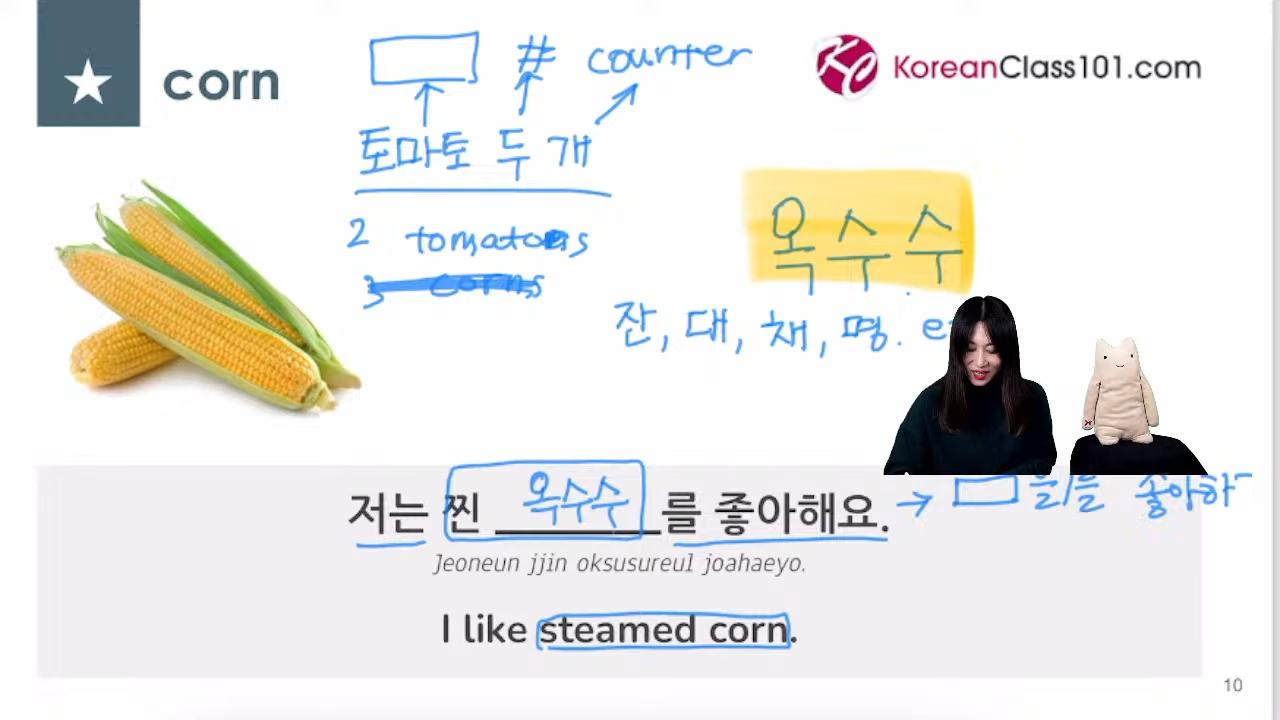 corn
# counter
KoreanClass101.com
토마토 두 개
2 tomatoes
옥수수
잔, 대, 채, 명.
저는 찐 옥수수를 좋아해요.
→ 을/를 좋아하
Jeoneun jjin oksusureul joahaeyo.
I like steamed corn.
10